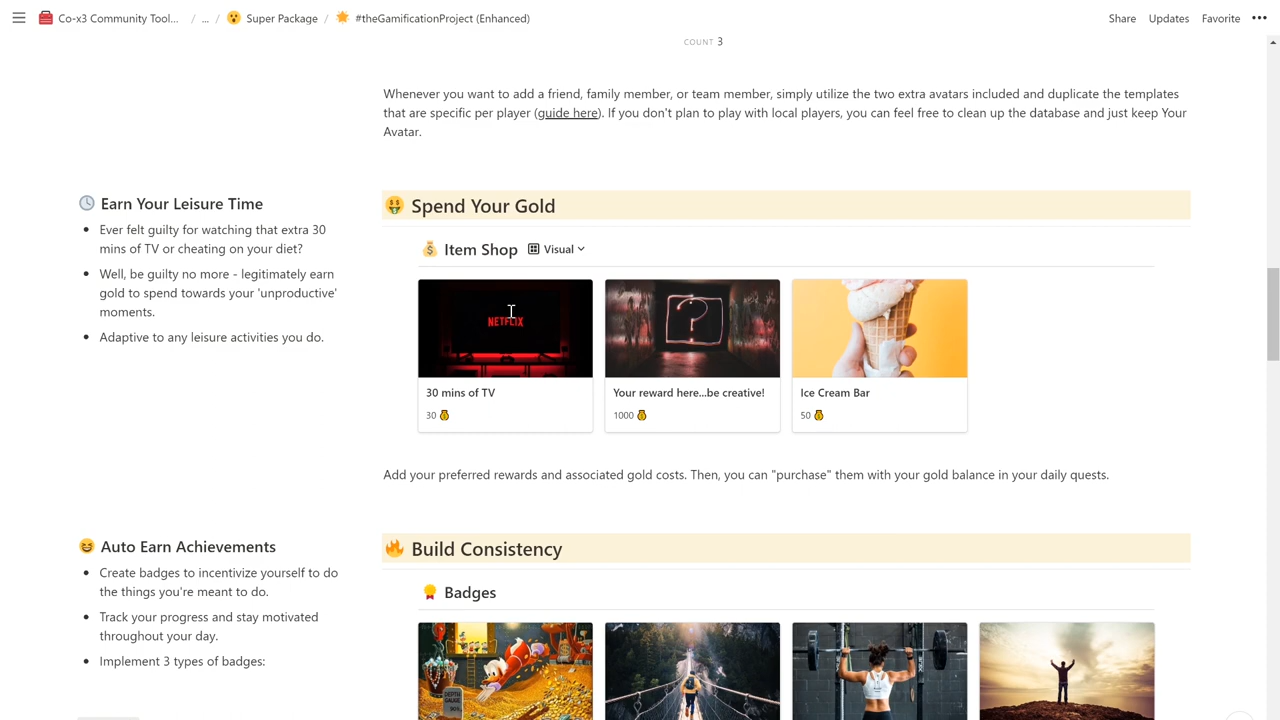 Co-x3 Community Tool... / ... / Super Package / #theGamificationProject (Enhanced)
Share Updates Favorite
COUNT 3
Whenever you want to add a friend, family member, or team member, simply utilize the two extra avatars included and duplicate the templates
that are specific per player (guide here). If you don't plan to play with local players, you can feel free to clean up the database and just keep Your
Avatar.
Earn Your Leisure Time
Ever felt guilty for watching that extra 30
mins of TV or cheating on your diet?
Well, be guilty no more - legitimately earn
gold to spend towards your 'unproductive'
moments.
Adaptive to any leisure activities you do.
Spend Your Gold
Item Shop Visual
NETFLIX
30 mins of TV
30
?
Your reward here...be creative!
1000
Ice Cream Bar
50
Add your preferred rewards and associated gold costs. Then, you can "purchase" them with your gold balance in your daily quests.
Auto Earn Achievements
Create badges to incentivize yourself to do
the things you're meant to do.
Track your progress and stay motivated
throughout your day.
Implement 3 types of badges:
Build Consistency
Badges
DEPTH
GAUGE
90%